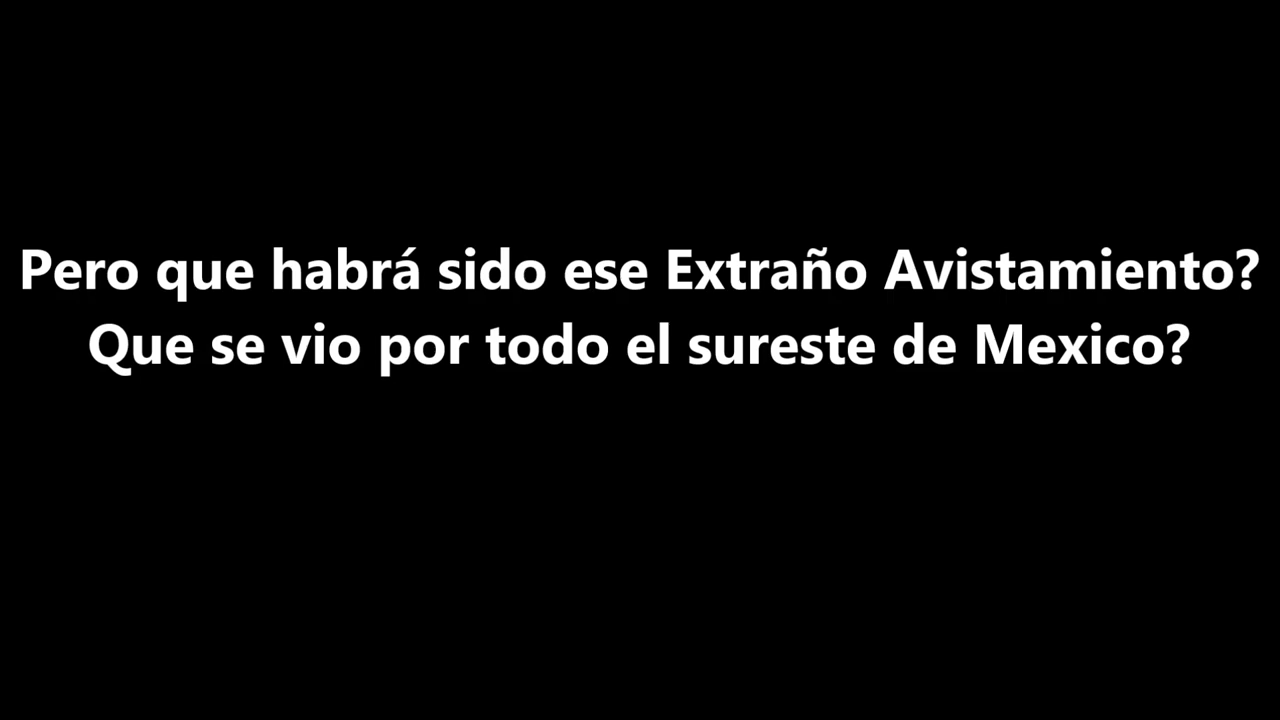 Pero que habrá sido ese Extraño Avistamiento?
Que se vio por todo el sureste de Mexico?